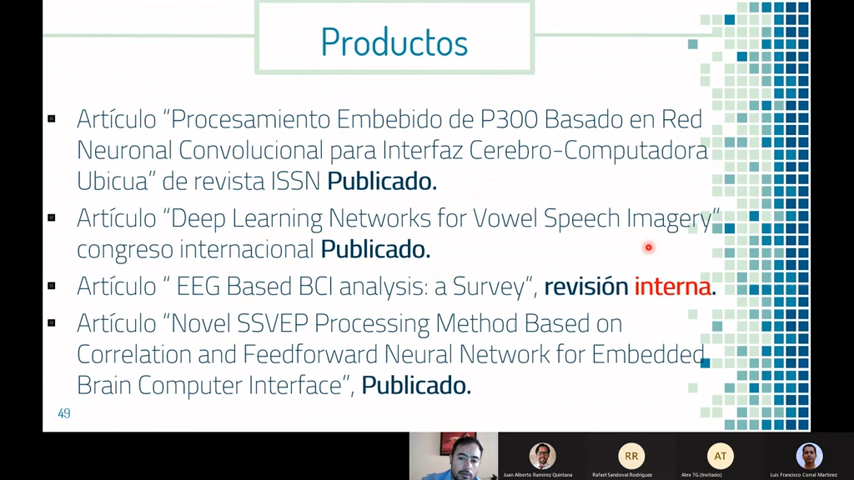 Productos
Artículo “Procesamiento Embebido de P300 Basado en Red
Neuronal Convolucional para Interfaz Cerebro-Computadora
Ubicua” de revista ISSN Publicado.
Artículo “Deep Learning Networks for Vowel Speech Imagery“
congreso internacional Publicado.
Artículo “ EEG Based BCI analysis: a Survey“, revisión interna.
Artículo “Novel SSVEP Processing Method Based on
Correlation and Feedforward Neural Network for Embedded
Brain Computer Interface”, Publicado.
49
RR
AT
Juan Alberto Ramirez Quintana
Rafael Sandoval Rodriguez
Alex TG (Invitado)
Luis Francisco Corral Martinez